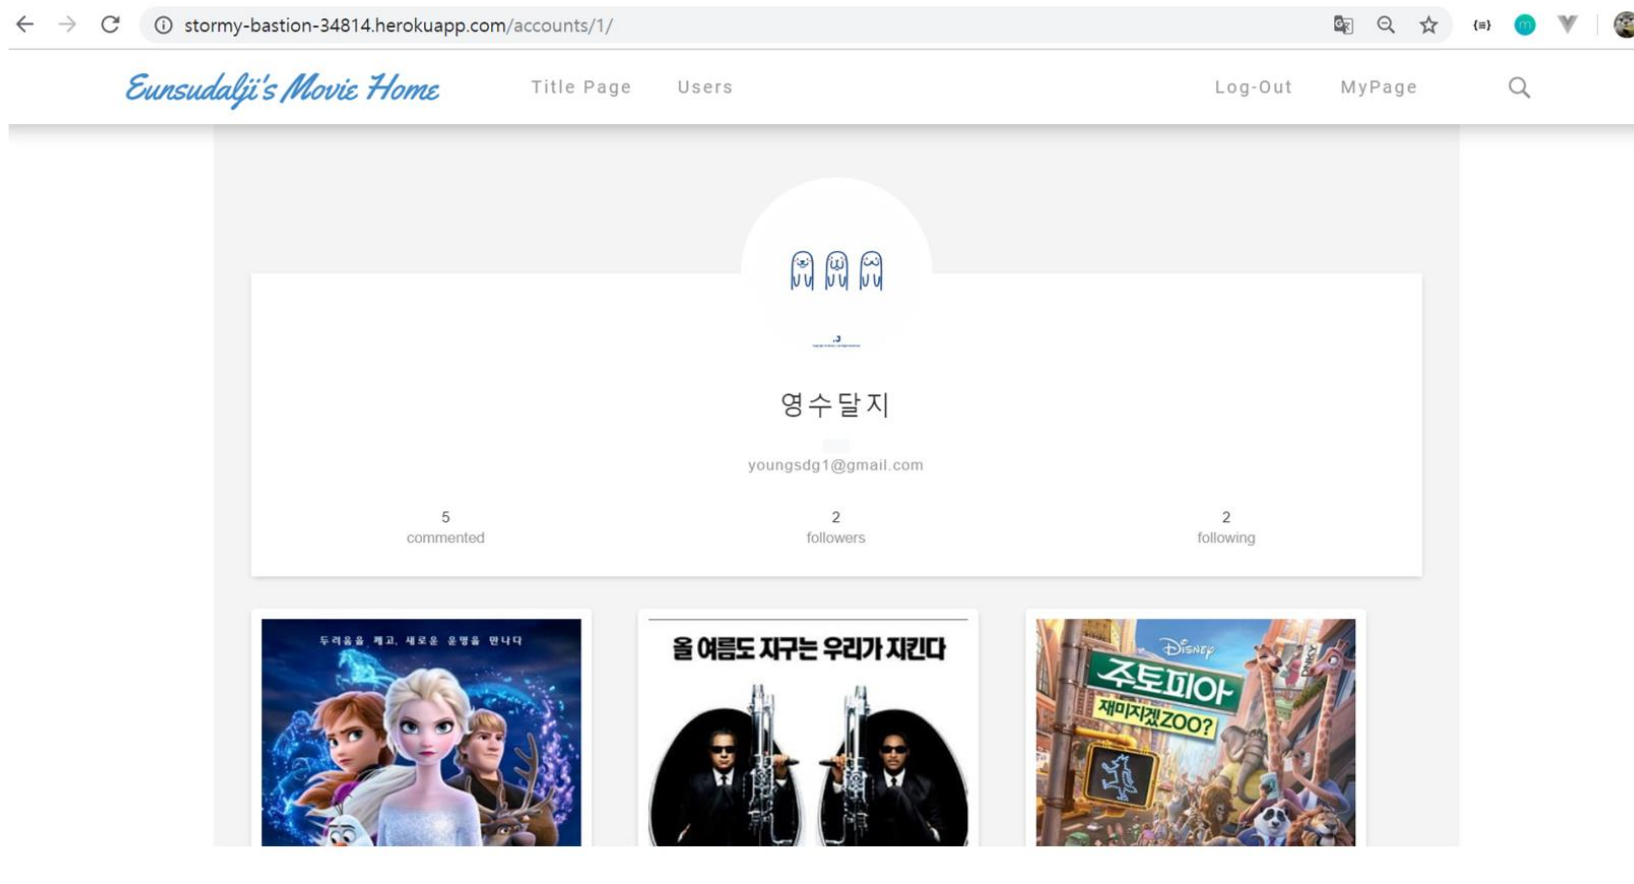 stormy-bastion-34814.herokuapp.com/accounts/1/
Eunsudalji's Movie Home Title Page Users Log-Out MyPage
영수달지
youngsdg1@gmail.com
5 2 2
commented followers following
두려움을 깨고, 새로운 운명을 만나다
올 여름도 지구는 우리가 지킨다
DISNEY
주토피아
재미지겠ZOO?